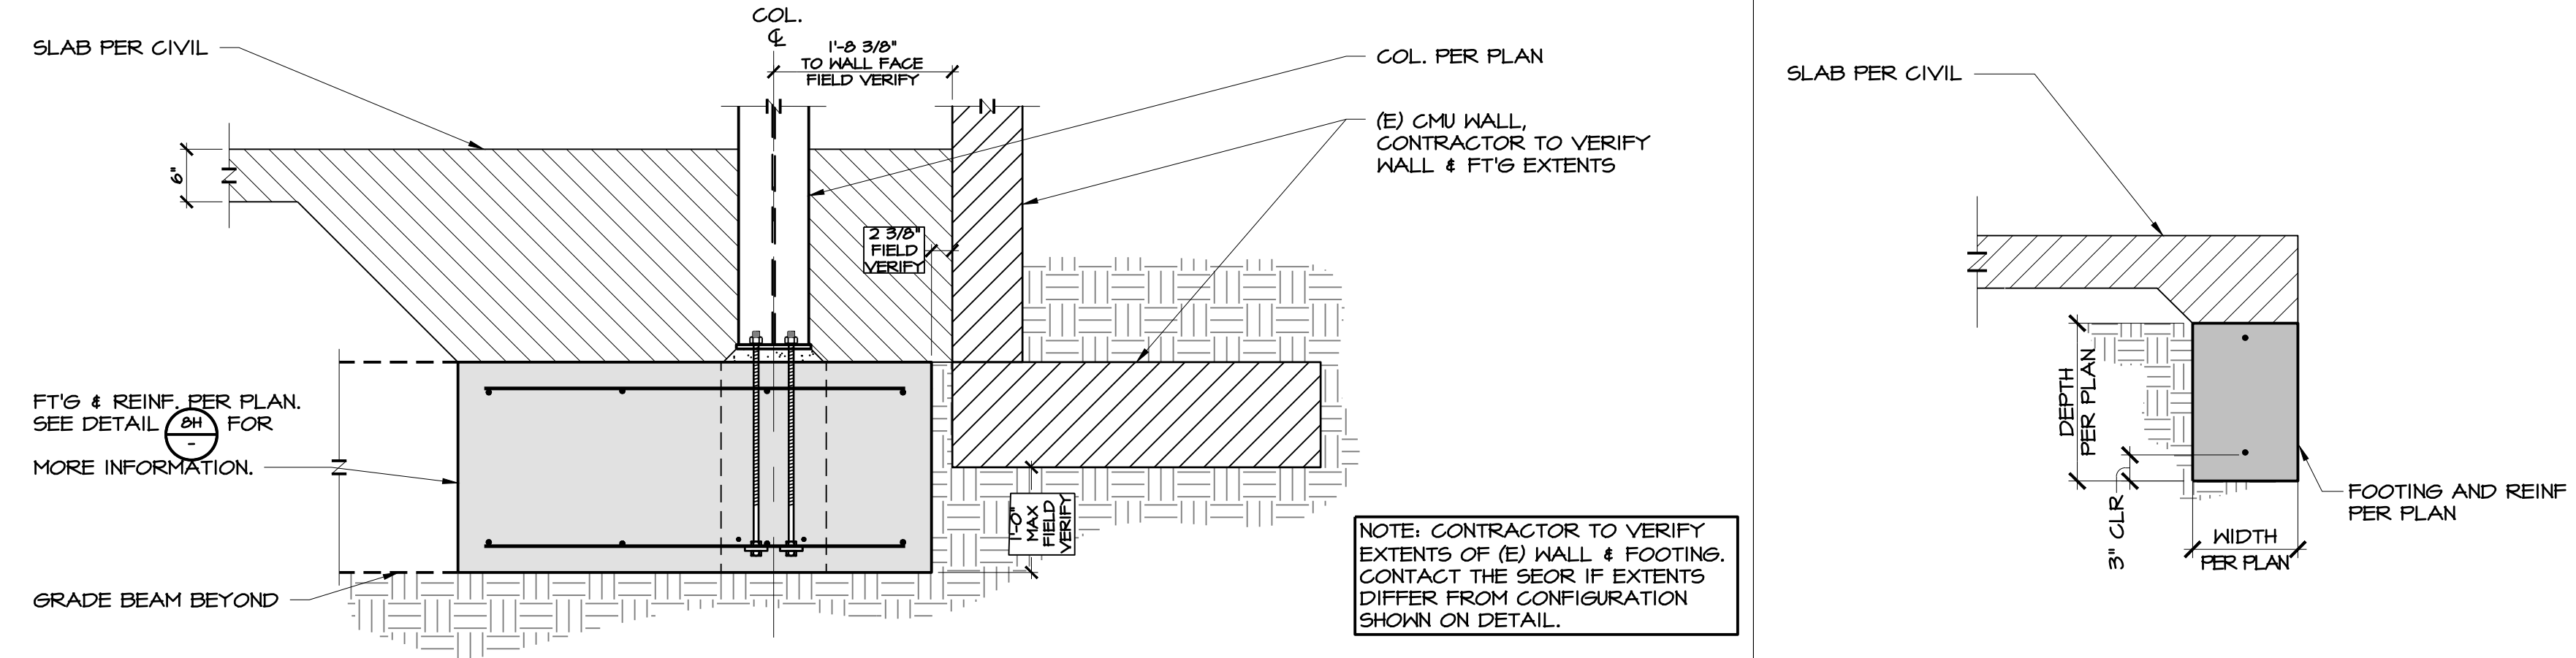 COL.
℄
1'-8 3/8"
TO WALL FACE
FIELD VERIFY
SLAB PER CIVIL
COL. PER PLAN
(E) CMU WALL,
CONTRACTOR TO VERIFY
WALL & FT'G EXTENTS
6"
2 3/8"
FIELD
VERIFY
FT'G & REINF. PER PLAN.
SEE DETAIL 8H FOR
-
MORE INFORMATION.
1'-0"
MAX
FIELD
VERIFY
GRADE BEAM BEYOND
NOTE: CONTRACTOR TO VERIFY
EXTENTS OF (E) WALL & FOOTING.
CONTACT THE SEOR IF EXTENTS
DIFFER FROM CONFIGURATION
SHOWN ON DETAIL.
SLAB PER CIVIL
DEPTH
PER PLAN
3" CLR
WIDTH
PER PLAN
FOOTING AND REINF
PER PLAN